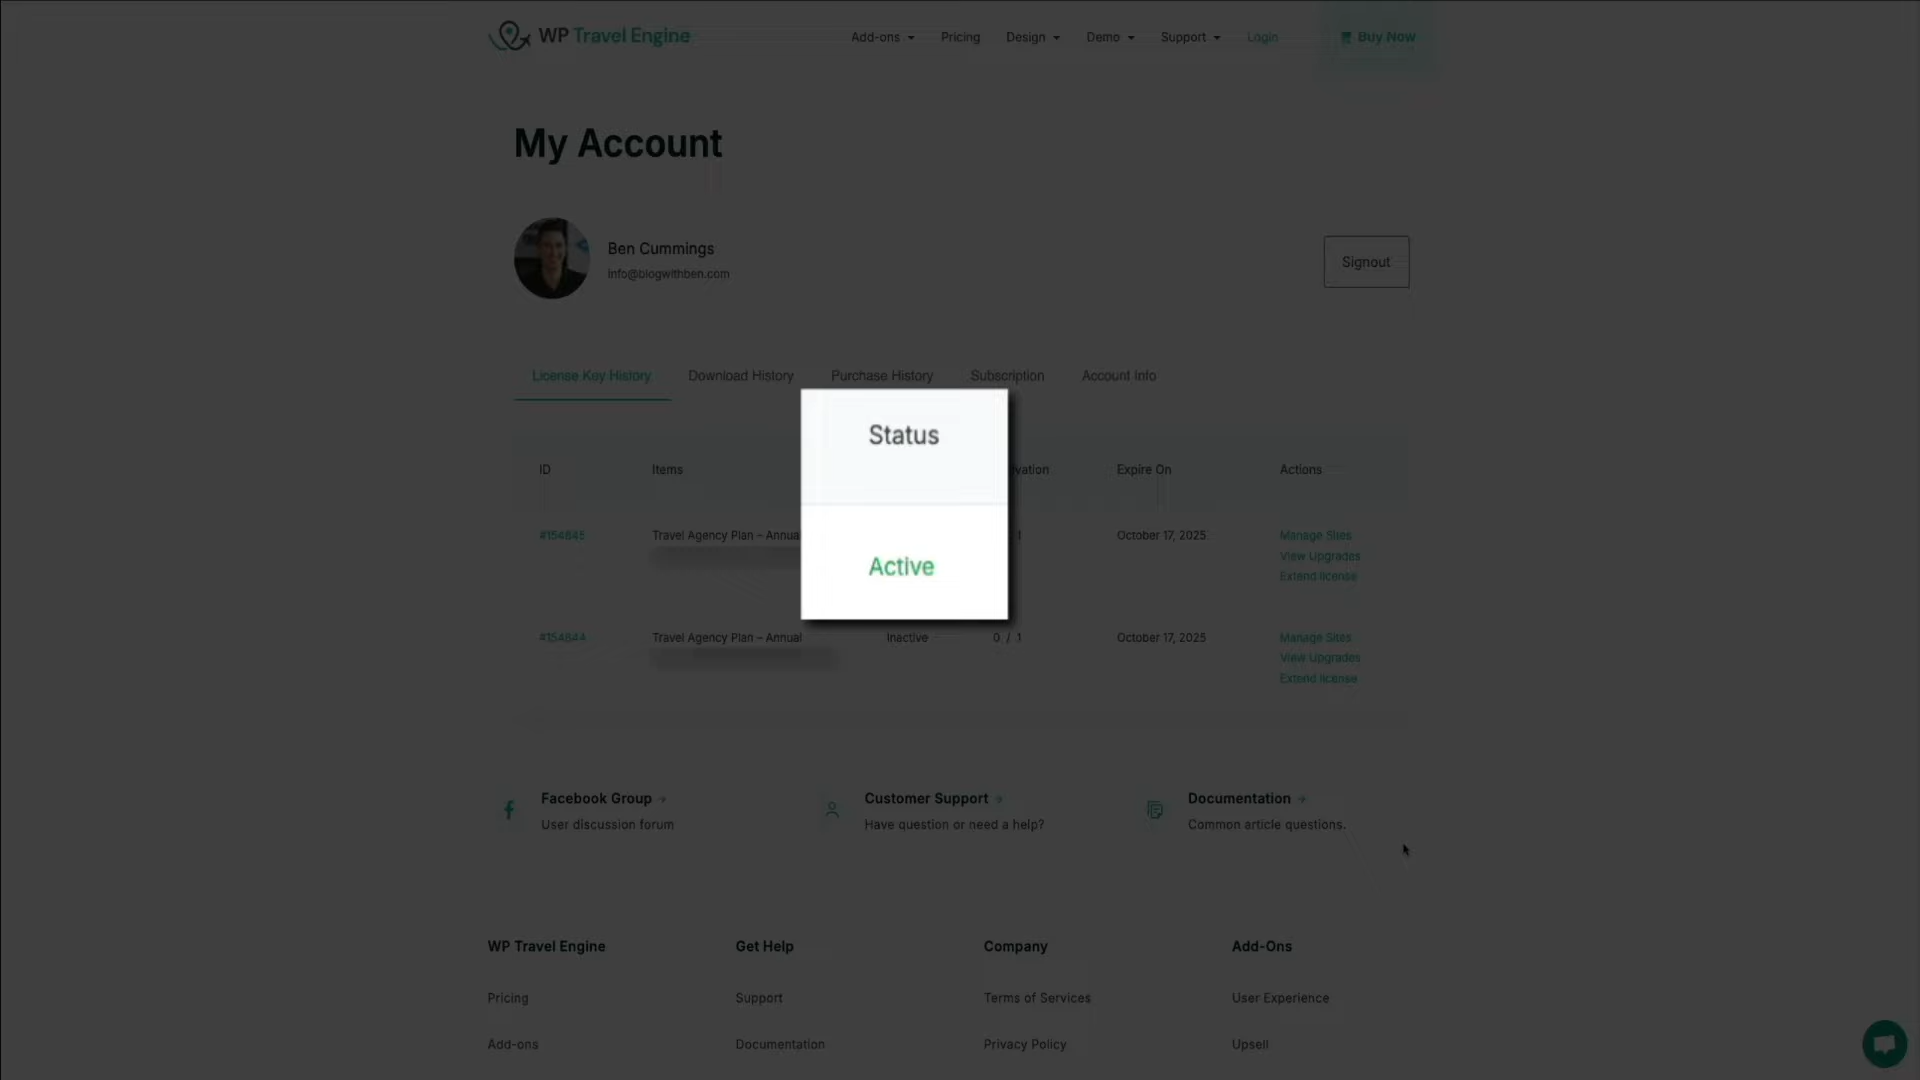 WP Travel Engine
Add-ons Pricing Design Demo Support Login Buy Now
My Account
Ben Cummings
info@blogwithben.com
Signout
License Key History Download History Purchase History Subscription Account Info
ID Items Status vation Expire On Actions
#154845 Travel Agency Plan – Annual Active 1 October 17, 2025 Manage Sites
View Upgrades
Extend license
#154844 Travel Agency Plan – Annual Inactive 0 / 1 October 17, 2025 Manage Sites
View Upgrades
Extend license
Facebook Group Customer Support Documentation
User discussion forum Have question or need a help? Common article questions.
WP Travel Engine Get Help Company Add-Ons
Pricing Support Terms of Services User Experience
Add-ons Documentation Privacy Policy Upsell